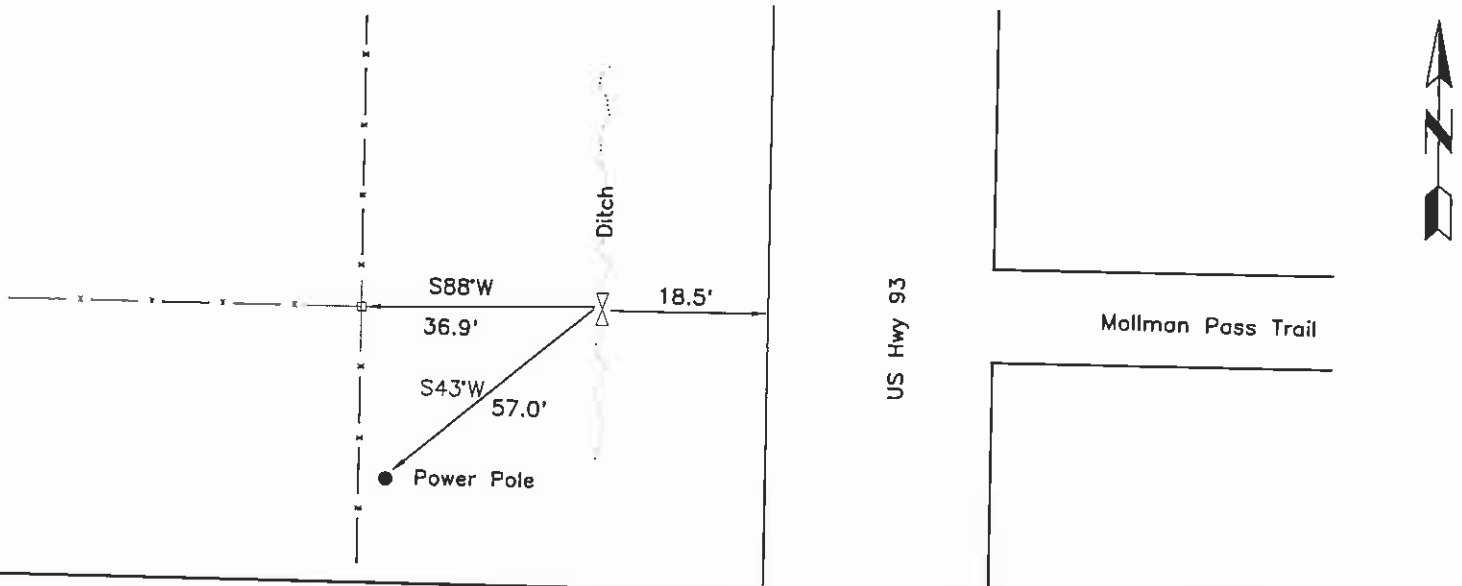 N
Ditch
S88°W
36.9'
18.5'
US Hwy 93
Mollman Pass Trail
S43°W
57.0'
Power Pole